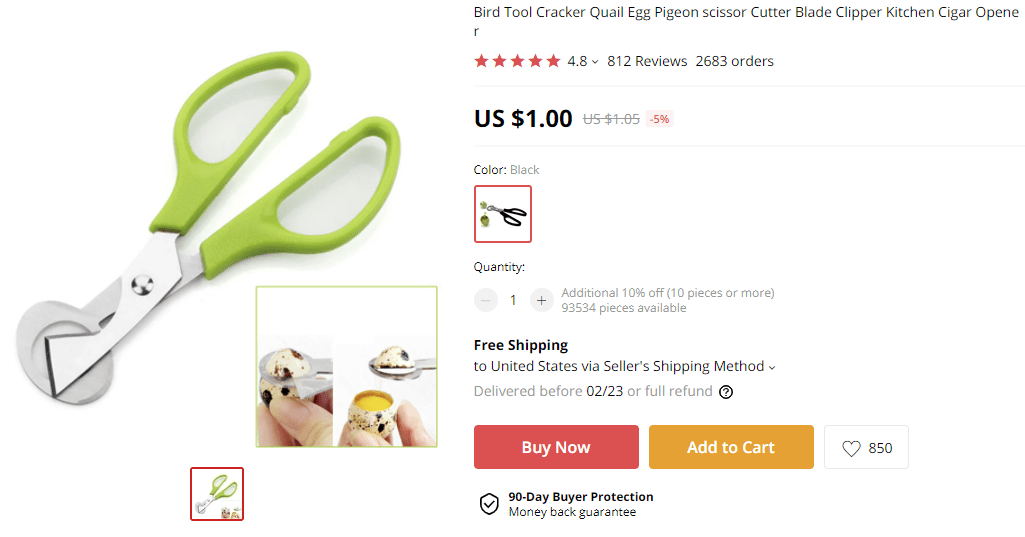 Bird Tool Cracker Quail Egg Pigeon scissor Cutter Blade Clipper Kitchen Cigar Opene
r
4.8 812 Reviews 2683 orders
US $1.00 US $1.05 -5%
Color: Black
Quantity:
1 Additional 10% off (10 pieces or more)
93534 pieces available
Free Shipping
to United States via Seller's Shipping Method
Delivered before 02/23 or full refund
Buy Now Add to Cart 850
90-Day Buyer Protection
Money back guarantee